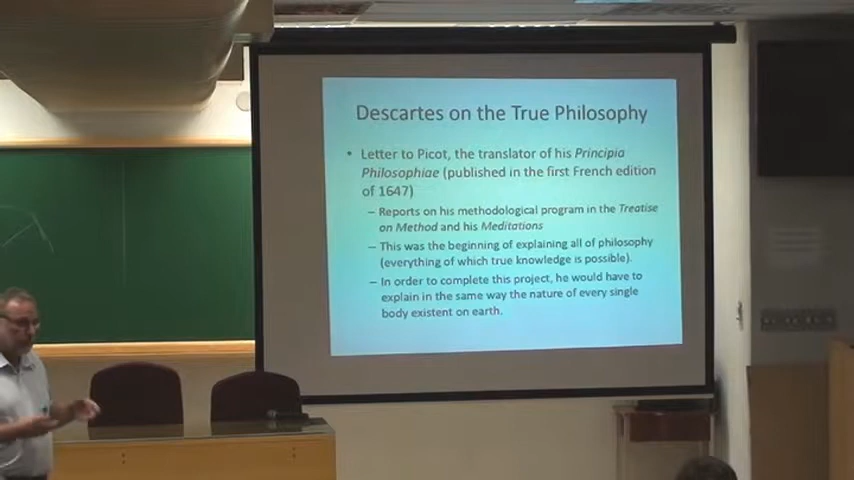 Descartes on the True Philosophy
• Letter to Picot, the translator of his Principia
Philosophiae (published in the first French edition
of 1647)
– Reports on his methodological program in the Treatise
on Method and his Meditations
– This was the beginning of explaining all of philosophy
(everything of which true knowledge is possible).
– In order to complete this project, he would have to
explain in the same way the nature of every single
body existent on earth.